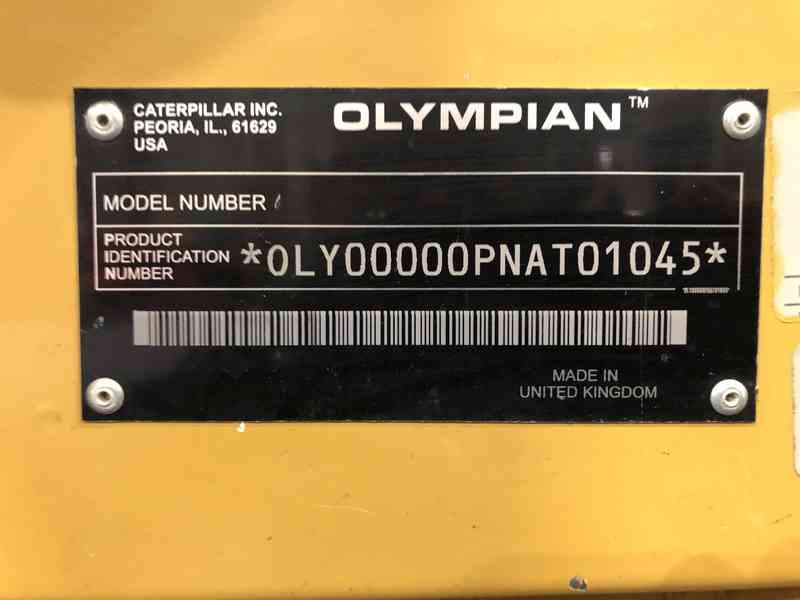 CATERPILLAR INC.
PEORIA, IL., 61629
USA
OLYMPIAN™
MODEL NUMBER
PRODUCT
IDENTIFICATION
NUMBER
*OLY00000PNAT01045*
MADE IN
UNITED KINGDOM